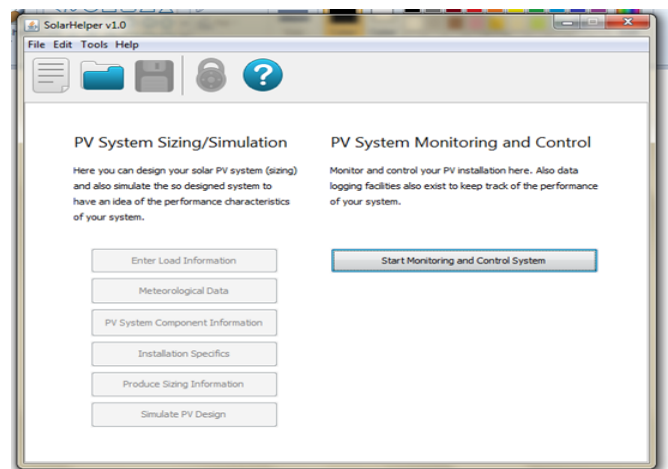 SolarHelper v1.0
File Edit Tools Help
?
PV System Sizing/Simulation
Here you can design your solar PV system (sizing)
and also simulate the so designed system to
have an idea of the performance characteristics
of your system.
Enter Load Information
Meteorological Data
PV System Component Information
Installation Specifics
Produce Sizing Information
Simulate PV Design
PV System Monitoring and Control
Monitor and control your PV installation here. Also data
logging facilities also exist to keep track of the performance
of your system.
Start Monitoring and Control System